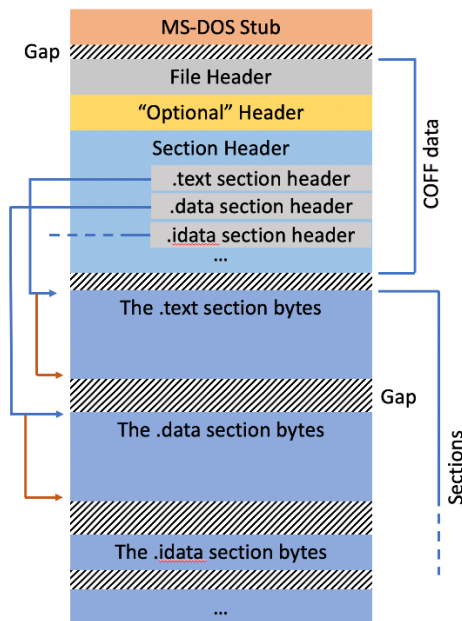 MS-DOS Stub
Gap
File Header
“Optional” Header
Section Header
.text section header
.data section header
.idata section header
...
COFF data
The .text section bytes
Gap
The .data section bytes
Sections
The .idata section bytes
...